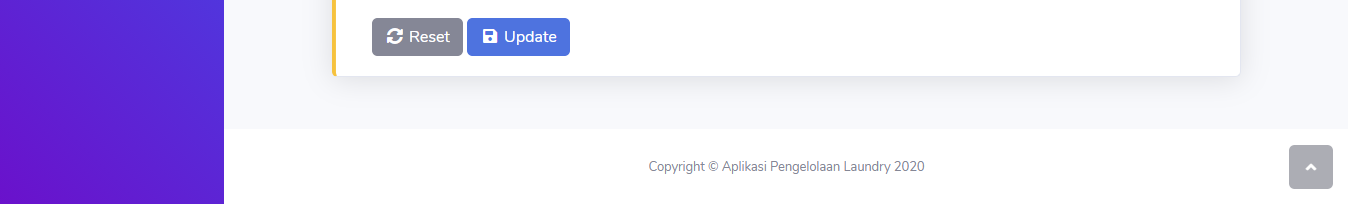 Reset Update
Copyright © Aplikasi Pengelolaan Laundry 2020